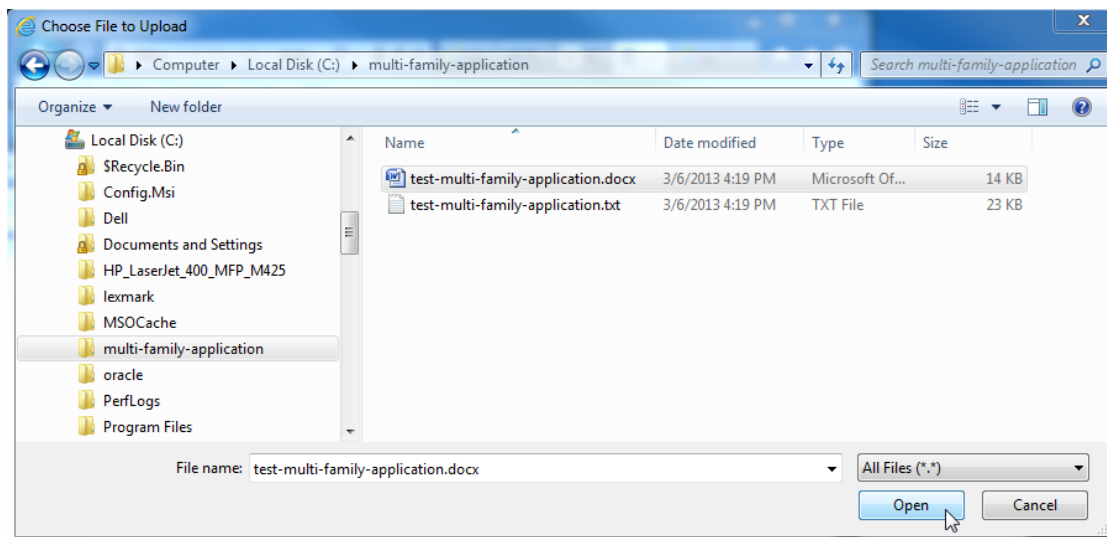 Choose File to Upload
Computer Local Disk (C:) multi-family-application Search multi-family-application
Organize New folder
Local Disk (C:)
$Recycle.Bin
Config.Msi
Dell
Documents and Settings
HP_LaserJet_400_MFP_M425
lexmark
MSOCache
multi-family-application
oracle
PerfLogs
Program Files
Name Date modified Type Size
test-multi-family-application.docx 3/6/2013 4:19 PM Microsoft Of... 14 KB
test-multi-family-application.txt 3/6/2013 4:19 PM TXT File 23 KB
File name: test-multi-family-application.docx All Files (*.*)
Open Cancel